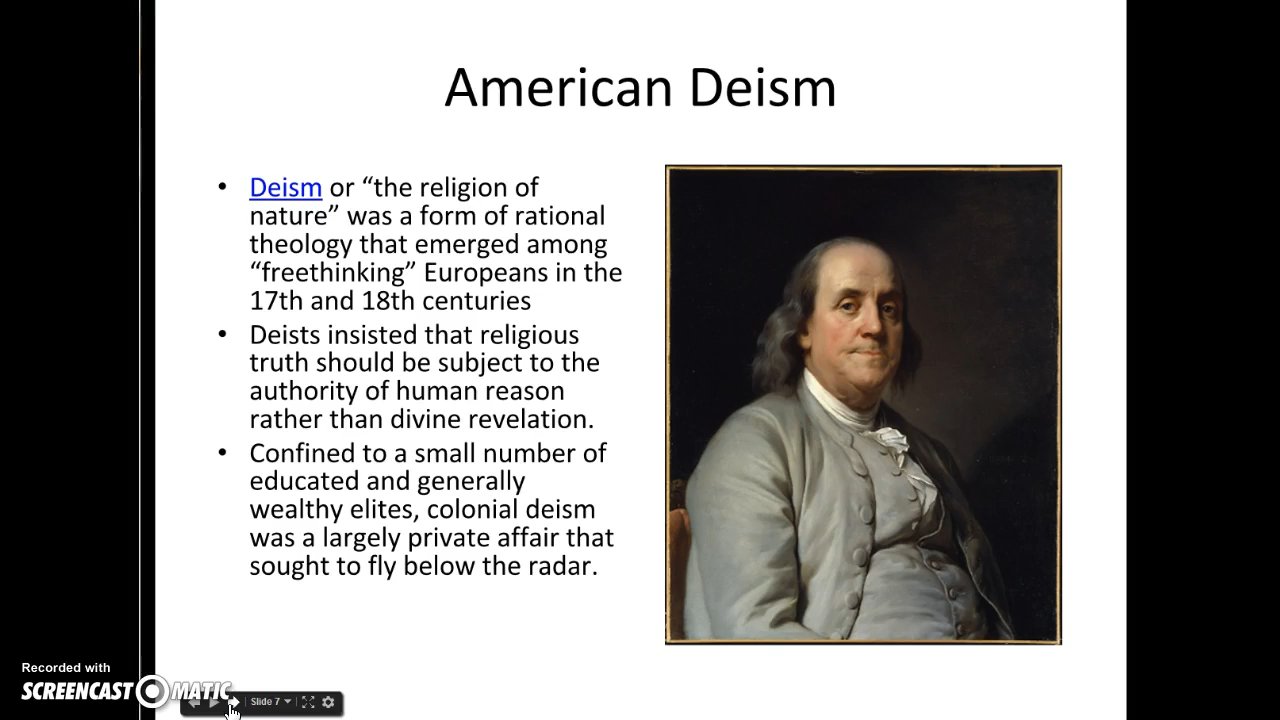 American Deism
• Deism or “the religion of
nature” was a form of rational
theology that emerged among
“freethinking” Europeans in the
17th and 18th centuries
• Deists insisted that religious
truth should be subject to the
authority of human reason
rather than divine revelation.
• Confined to a small number of
educated and generally
wealthy elites, colonial deism
was a largely private affair that
sought to fly below the radar.
Recorded with
SCREENCAST MATIC
Slide 7